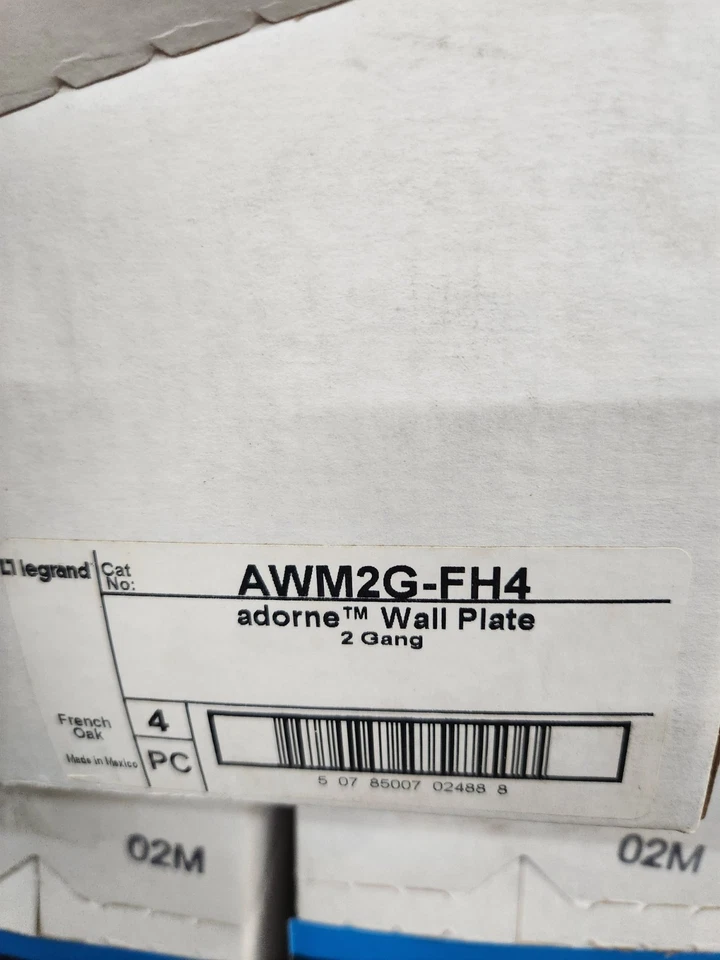 legrand
Cat
No:
AWM2G-FH4
adorne™ Wall Plate
2 Gang
French
Oak
Made in Mexico
4
PC
5 07 85007 02488 8
02M
02M